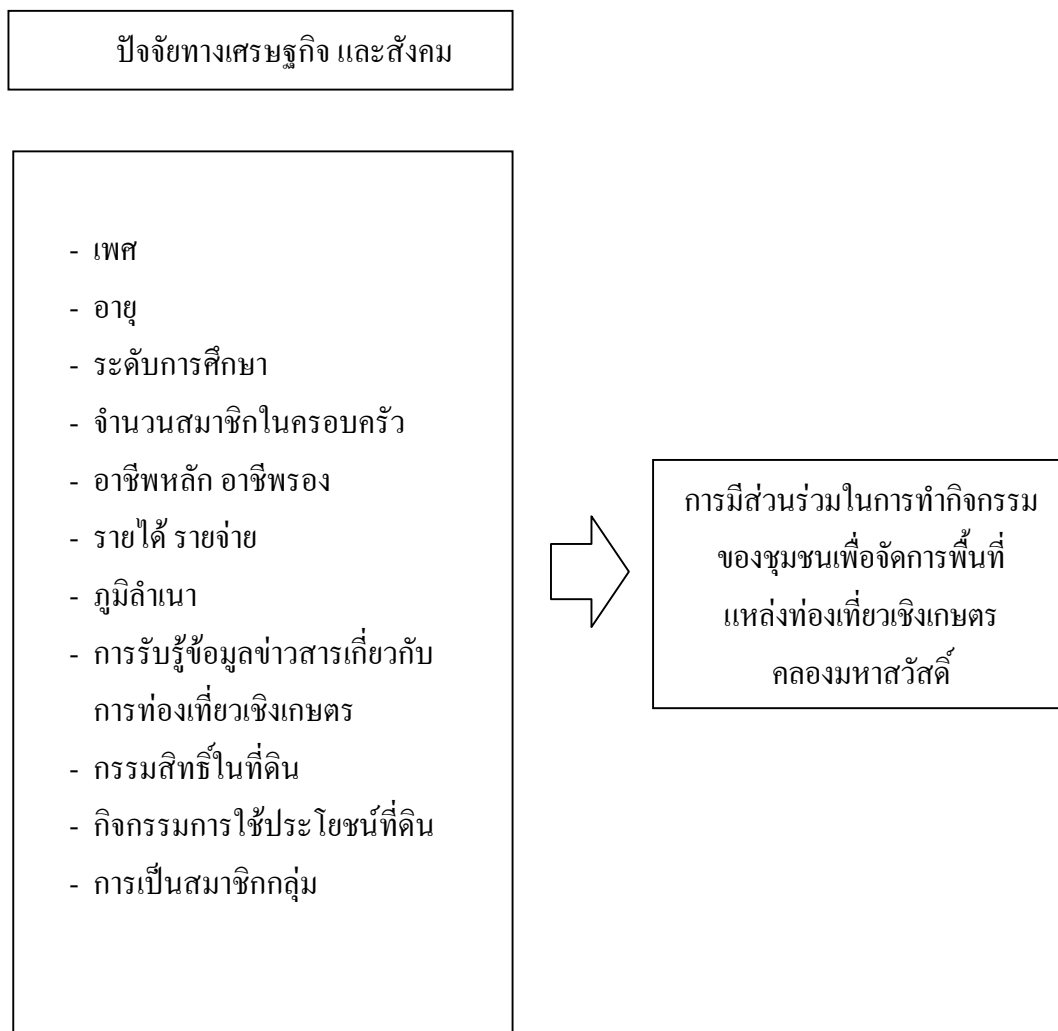 ปัจจัยทางเศรษฐกิจ และสังคม
- เพศ
- อายุ
- ระดับการศึกษา
- จำนวนสมาชิกในครอบครัว
- อาชีพหลัก อาชีพรอง
- รายได้ รายจ่าย
- ภูมิลำเนา
- การรับรู้ข้อมูลข่าวสารเกี่ยวกับ
การท่องเที่ยวเชิงเกษตร
- กรรมสิทธิ์ในที่ดิน
- กิจกรรมการใช้ประโยชน์ที่ดิน
- การเป็นสมาชิกกลุ่ม
การมีส่วนร่วมในการทำกิจกรรม
ของชุมชนเพื่อจัดการพื้นที่
แหล่งท่องเที่ยวเชิงเกษตร
คลองมหาสวัสดิ์